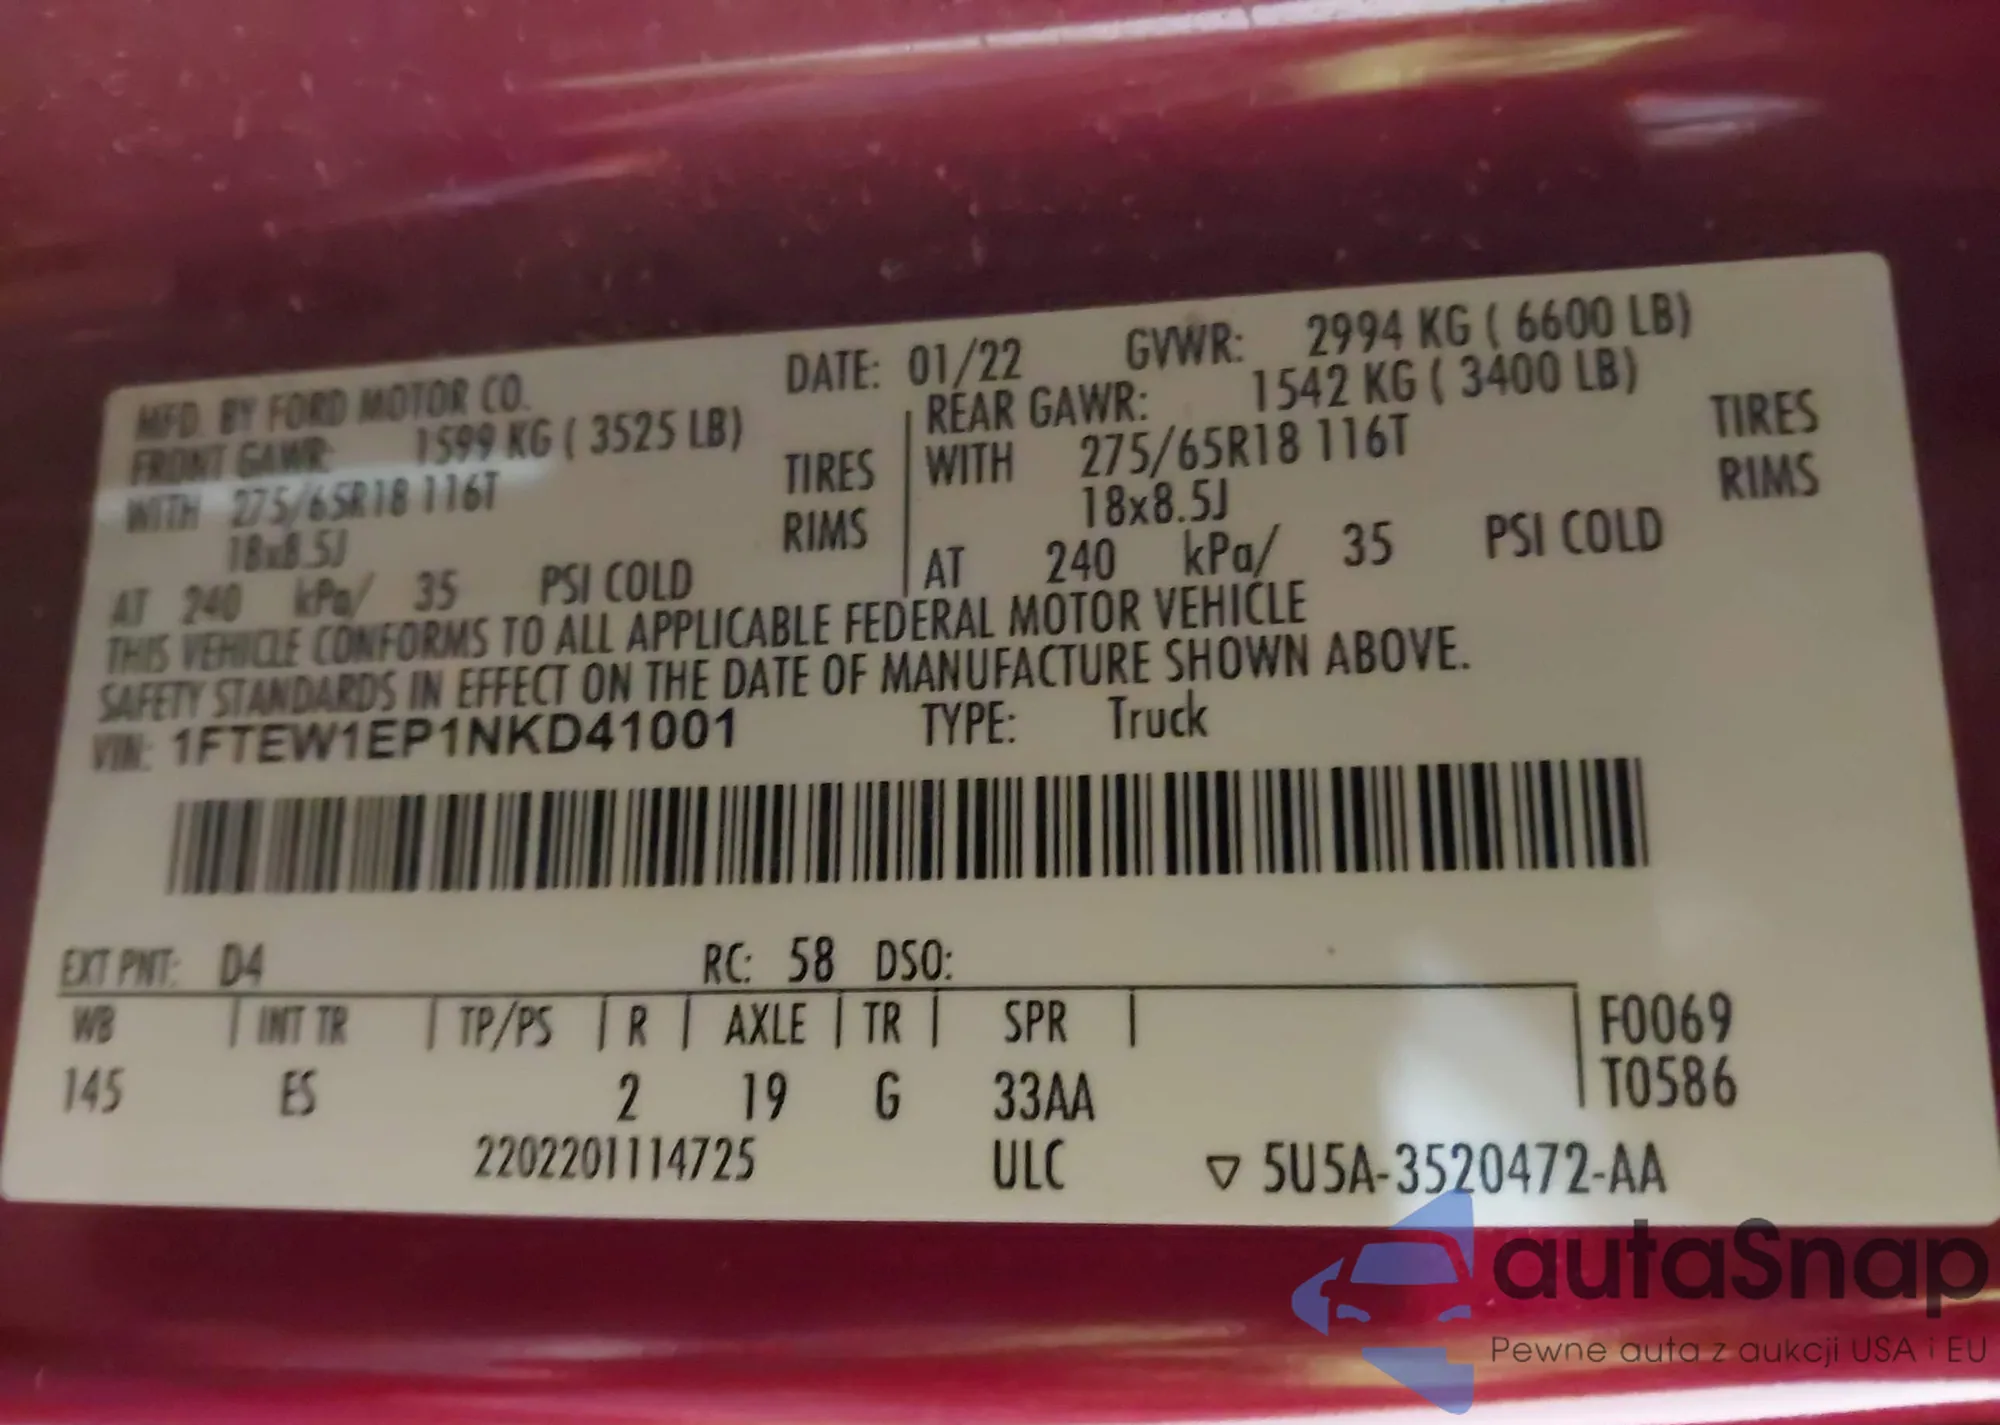 MFD. BY FORD MOTOR CO. DATE: 01/22 GVWR: 2994 KG ( 6600 LB)
FRONT GAWR: 1599 KG ( 3525 LB) REAR GAWR: 1542 KG ( 3400 LB)
WITH 275/65R18 116T TIRES WITH 275/65R18 116T TIRES
18x8.5J RIMS 18x8.5J RIMS
AT 240 kPa/ 35 PSI COLD AT 240 kPa/ 35 PSI COLD
THIS VEHICLE CONFORMS TO ALL APPLICABLE FEDERAL MOTOR VEHICLE
SAFETY STANDARDS IN EFFECT ON THE DATE OF MANUFACTURE SHOWN ABOVE.
VIN: 1FTEW1EP1NKD41001 TYPE: Truck
EXT PNT: D4 RC: 58 DSO:
WB INT TR TP/PS R AXLE TR SPR F0069
145 ES 2 19 G 33AA T0586
2202201114725 ULC ▽ 5U5A-3520472-AA
autaSnap
Pewne auta z aukcji USA i EU